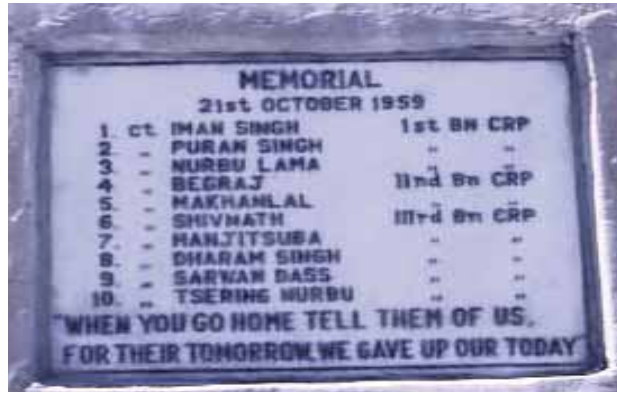 MEMORIAL
21st OCTOBER 1959
1. Ct. IMAN SINGH 1st BN CRP
2 " PURAN SINGH " "
3. " NURBU LAMA " "
4 " BEGRAJ IInd Bn CRP
5. " MAKHANLAL " "
6. " SHIVNATH IIIrd Bn CRP
7. " MANJITSUBA " "
8. " DHARAM SINGH " "
9. " SARWAN DASS " "
10. " TSERING NURBU " "
"WHEN YOU GO HOME TELL THEM OF US.
FOR THEIR TOMORROW, WE GAVE UP OUR TODAY"